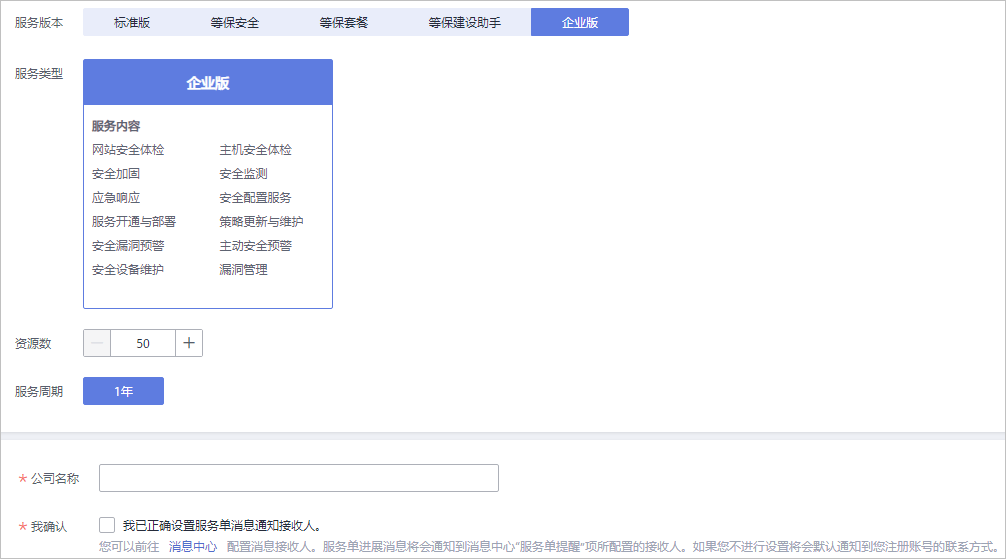 服务版本 标准版 等保安全 等保套餐 等保建设助手 企业版
服务类型
企业版
服务内容
网站安全体检 主机安全体检
安全加固 安全监测
应急响应 安全配置服务
服务开通与部署 策略更新与维护
安全漏洞预警 主动安全预警
安全设备维护 漏洞管理
资源数 — 50 +
服务周期 1年
* 公司名称
* 我确认 我已正确设置服务单消息通知接收人。
您可以前往 消息中心 配置消息接收人。服务单进展消息将会通知到消息中心"服务单提醒"项所配置的接收人。如果您不进行设置将会默认通知到您注册账号的联系方式。